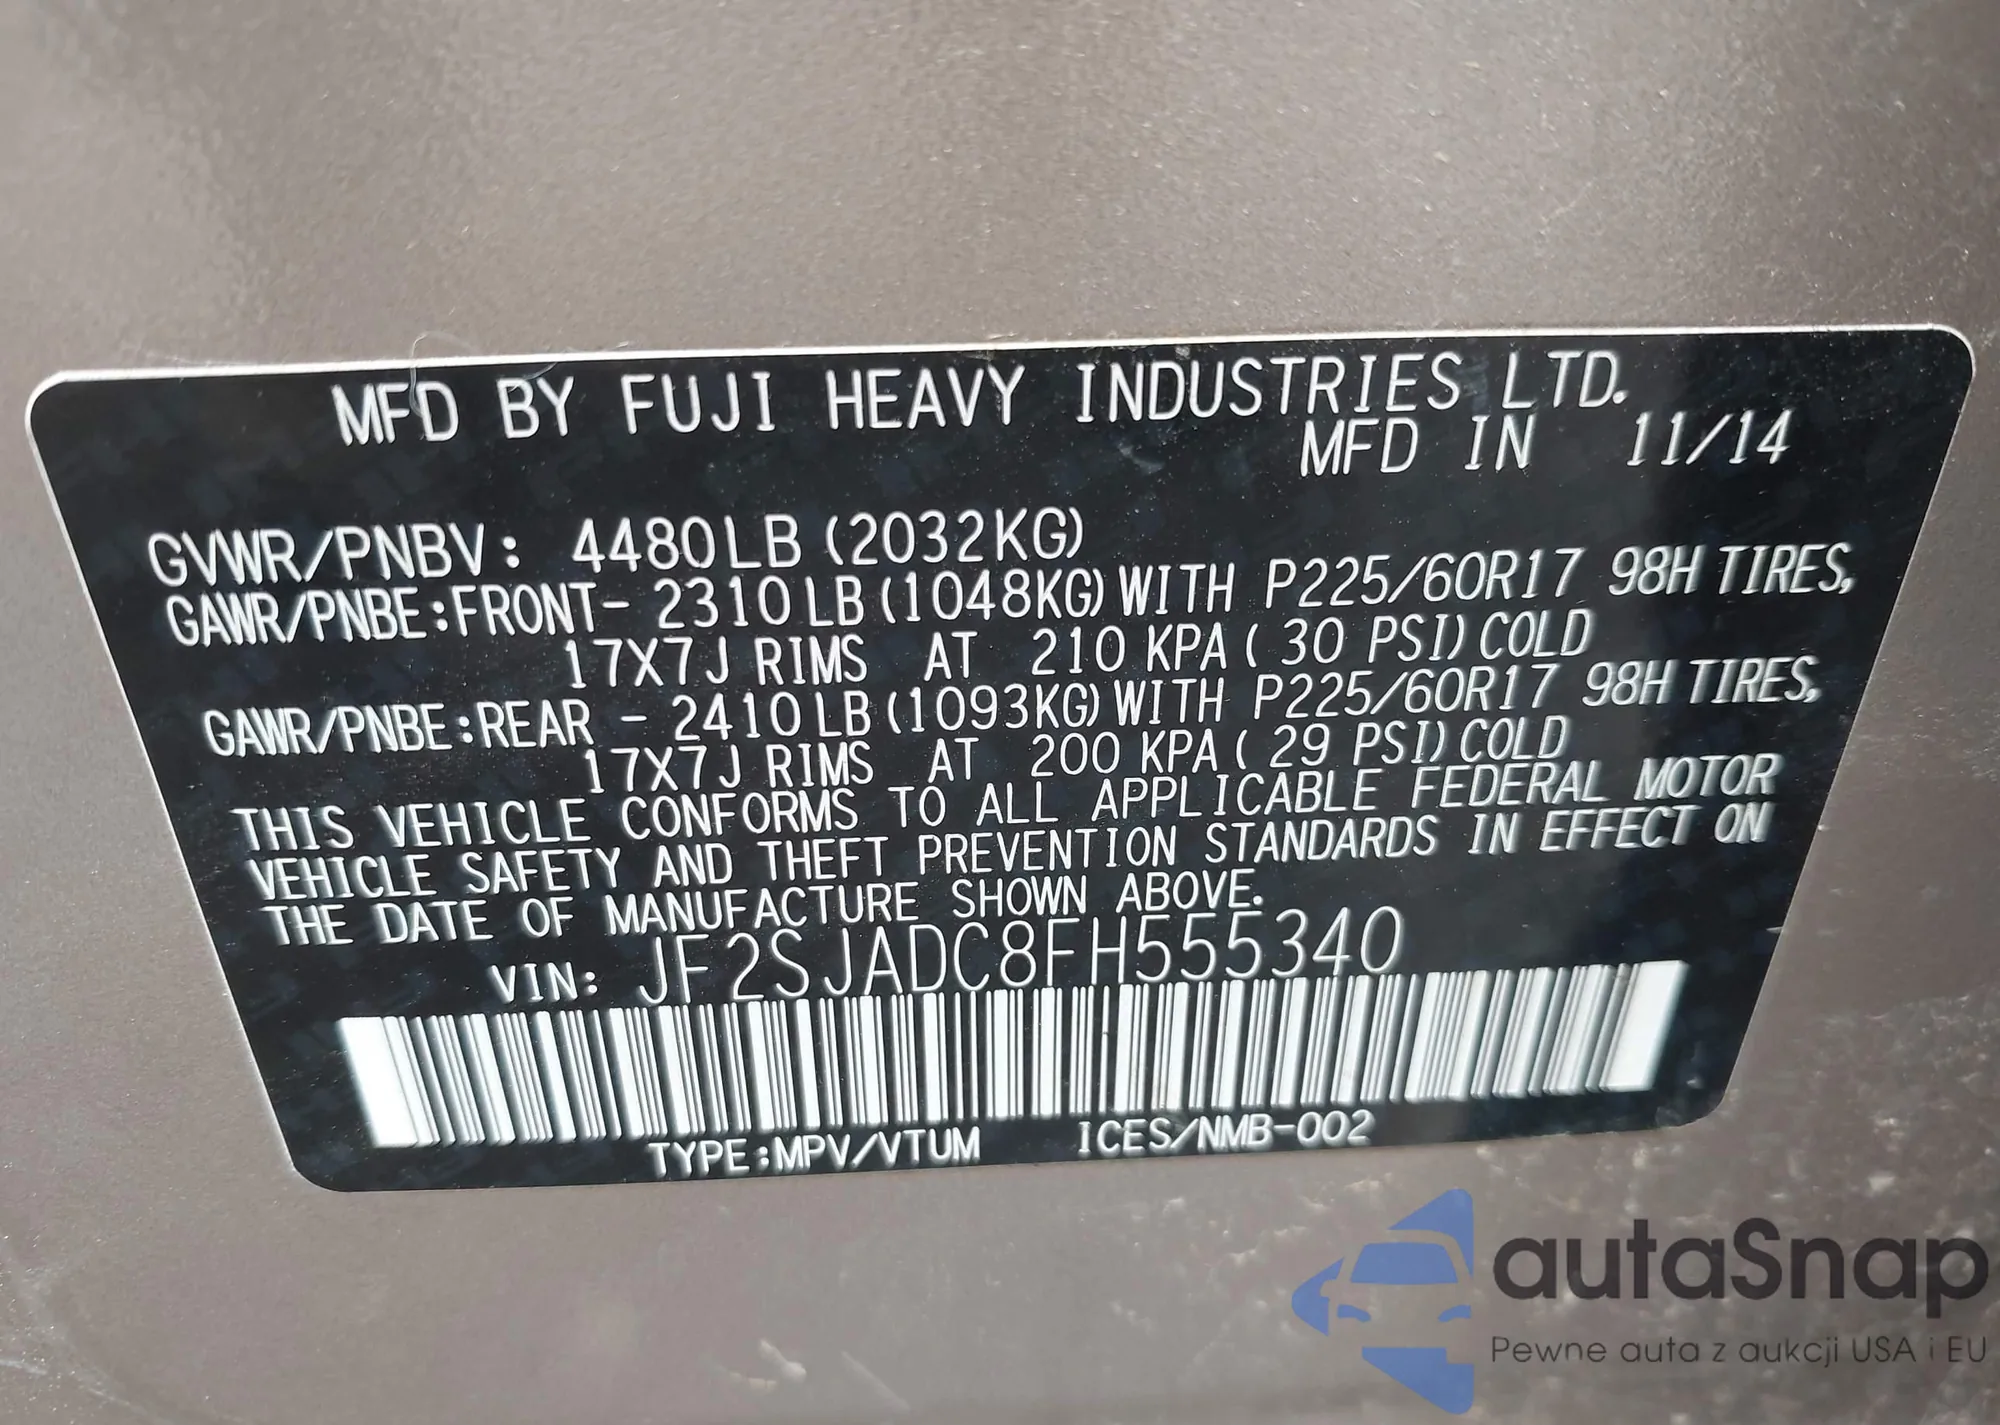 MFD BY FUJI HEAVY INDUSTRIES LTD.
MFD IN 11/14
GVWR/PNBV: 4480LB (2032KG)
GAWR/PNBE:FRONT- 2310LB(1048KG)WITH P225/60R17 98H TIRES,
17X7J RIMS AT 210 KPA( 30 PSI)COLD
GAWR/PNBE:REAR - 2410LB(1093KG)WITH P225/60R17 98H TIRES,
17X7J RIMS AT 200 KPA( 29 PSI)COLD
THIS VEHICLE CONFORMS TO ALL APPLICABLE FEDERAL MOTOR
VEHICLE SAFETY AND THEFT PREVENTION STANDARDS IN EFFECT ON
THE DATE OF MANUFACTURE SHOWN ABOVE.
VIN: JF2SJADC8FH555340
TYPE:MPV/VTUM ICES/NMB-002
autaSnap
Pewne auta z aukcji USA i EU